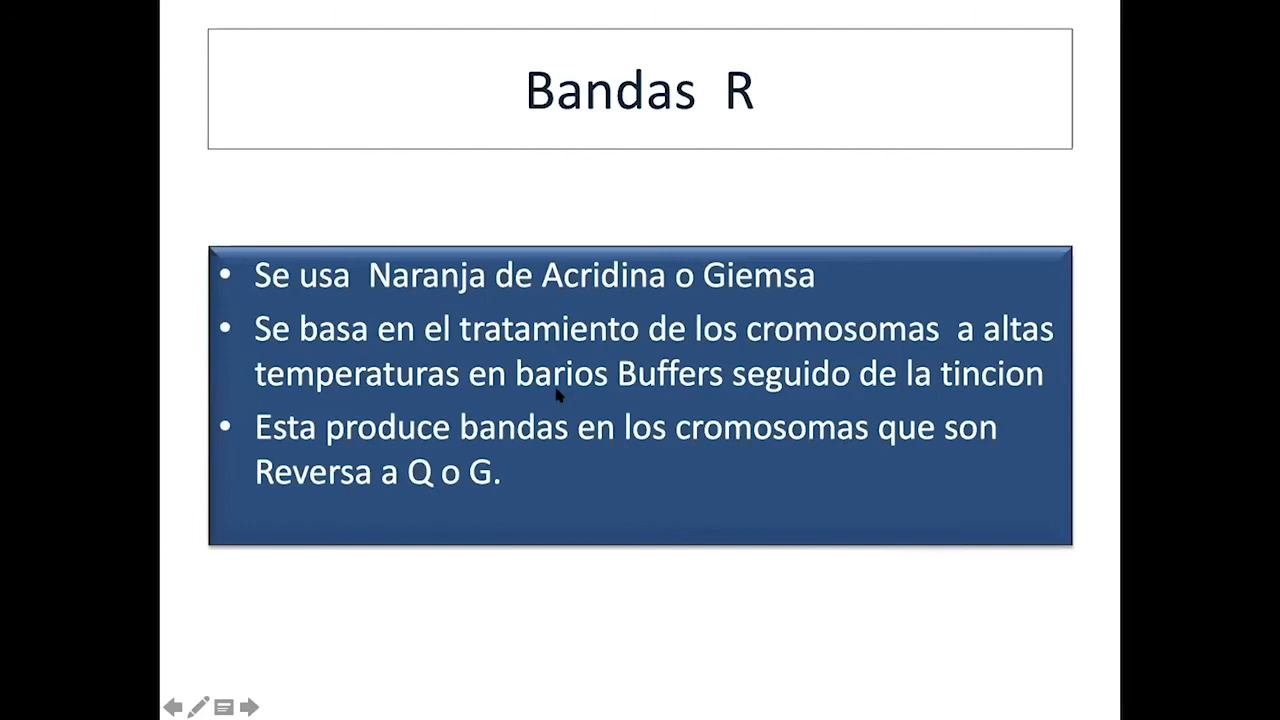 Bandas R
• Se usa Naranja de Acridina o Giemsa
• Se basa en el tratamiento de los cromosomas a altas
temperaturas en barios Buffers seguido de la tincion
• Esta produce bandas en los cromosomas que son
Reversa a Q o G.